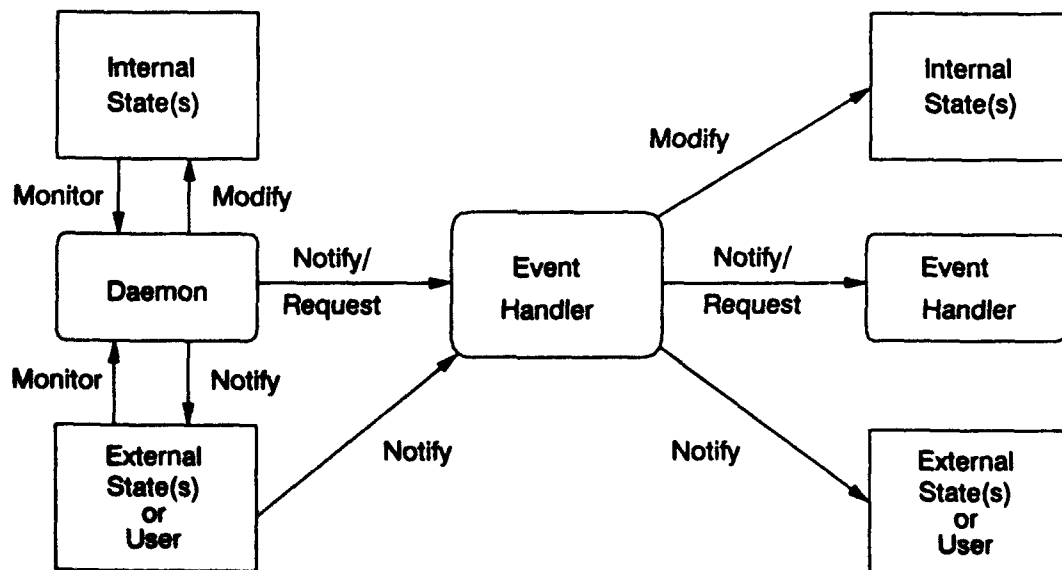 Internal
State(s)
Internal
State(s)
Modify
Monitor
Modify
Daemon
Notify/
Request
Event
Handler
Notify/
Request
Event
Handler
Monitor
Notify
Notify
Notify
External
State(s)
or
User
External
State(s)
or
User